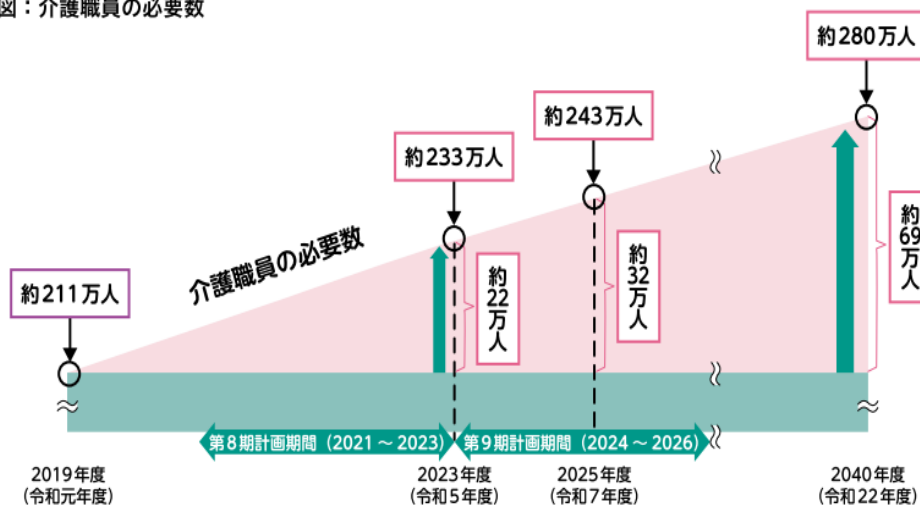 図：介護職員の必要数
約280万人
約243万人
約233万人
介護職員の必要数
約211万人
約22万人
約32万人
約69万人
第8期計画期間（2021～2023）
第9期計画期間（2024～2026）
2019年度
（令和元年度）
2023年度
（令和5年度）
2025年度
（令和7年度）
2040年度
（令和22年度）